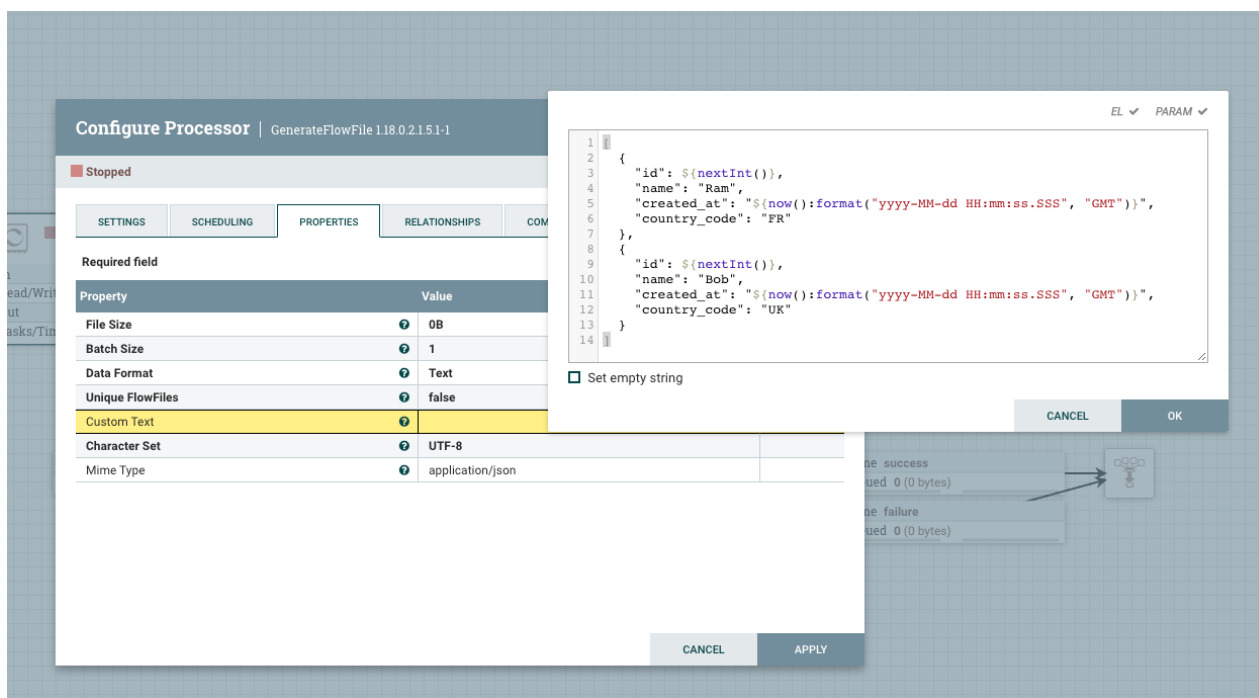 Configure Processor | GenerateFlowFile 1.18.0.2.1.5.1-1
Stopped
SETTINGS SCHEDULING PROPERTIES RELATIONSHIPS COM
Required field
Property Value
File Size 0B
Batch Size 1
Data Format Text
Unique FlowFiles false
Custom Text
Character Set UTF-8
Mime Type application/json
CANCEL APPLY
EL PARAM
1 [
2 {
3 "id": ${nextInt()},
4 "name": "Ram",
5 "created_at": "${now():format("yyyy-MM-dd HH:mm:ss.SSS", "GMT")}",
6 "country_code": "FR"
7 },
8 {
9 "id": ${nextInt()},
10 "name": "Bob",
11 "created_at": "${now():format("yyyy-MM-dd HH:mm:ss.SSS", "GMT")}",
12 "country_code": "UK"
13 }
14 ]
Set empty string
CANCEL OK
ead/Writ
ut
asks/Tim
me success
ued 0 (0 bytes)
me failure
ued 0 (0 bytes)